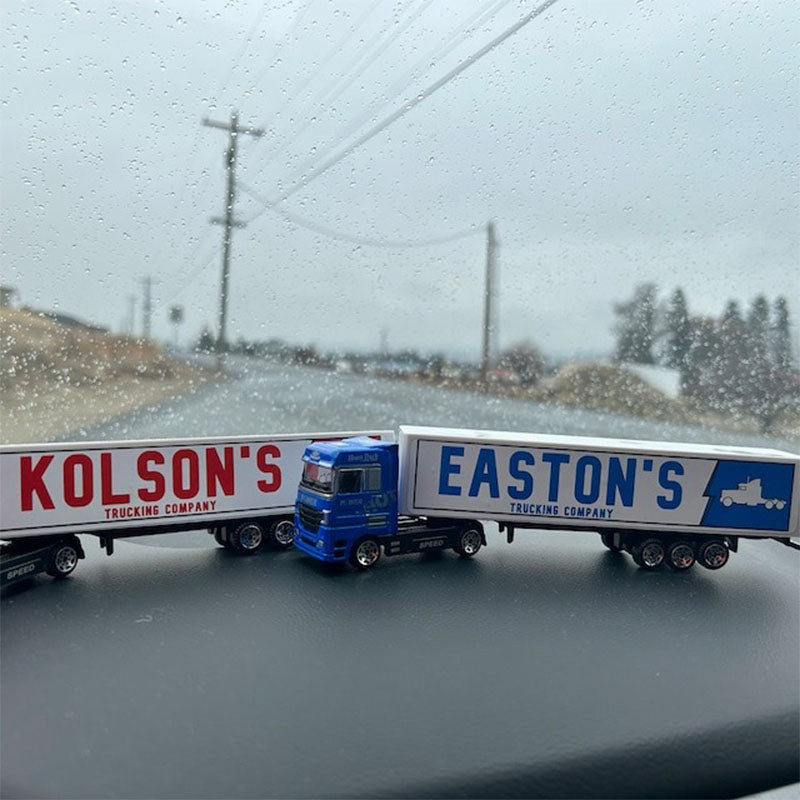 KOLSON'S
TRUCKING COMPANY
SPEED
EASTON'S
TRUCKING COMPANY
SPEED